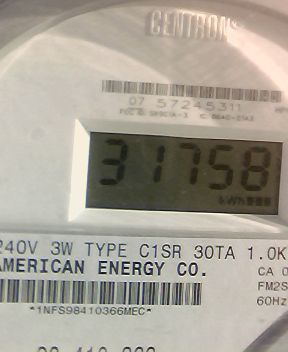 CENTRON
07 57245311
31758
kWh
240V 3W TYPE C1SR 30TA 1.0K
AMERICAN ENERGY CO.
CA 0
FM2S
60Hz
*1NFS98410366MEC*